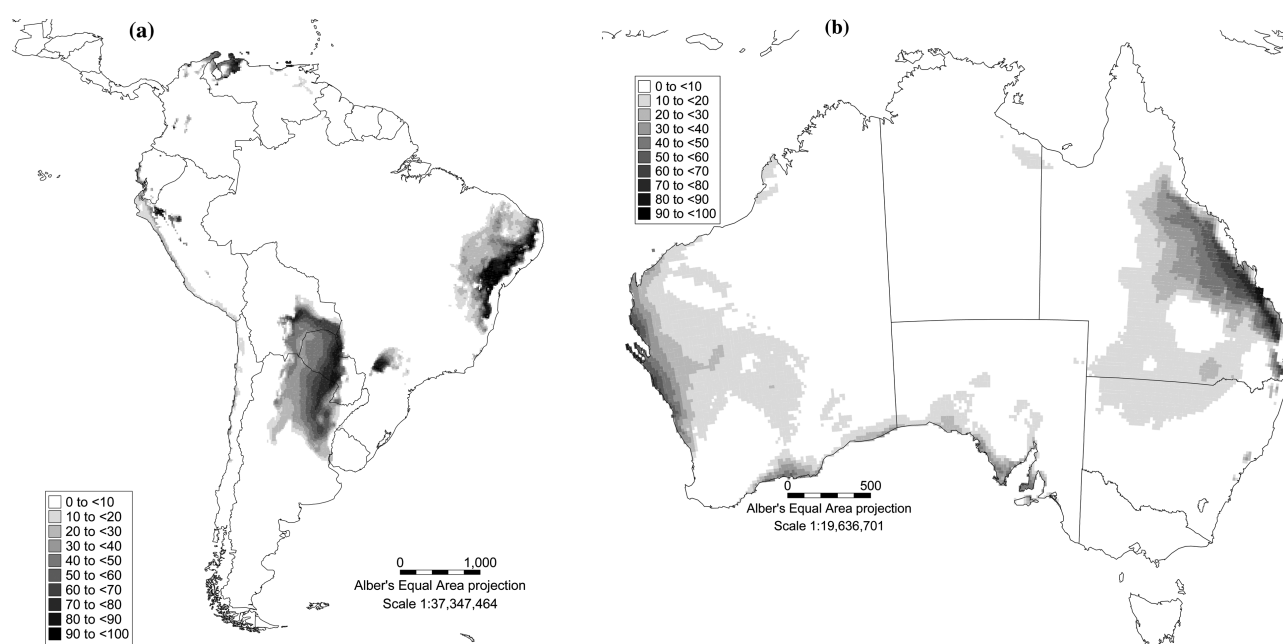 (a)
0 to <10
10 to <20
20 to <30
30 to <40
40 to <50
50 to <60
60 to <70
70 to <80
80 to <90
90 to <100
0 1,000
Alber's Equal Area projection
Scale 1:37,347,464
(b)
0 to <10
10 to <20
20 to <30
30 to <40
40 to <50
50 to <60
60 to <70
70 to <80
80 to <90
90 to <100
0 500
Alber's Equal Area projection
Scale 1:19,636,701